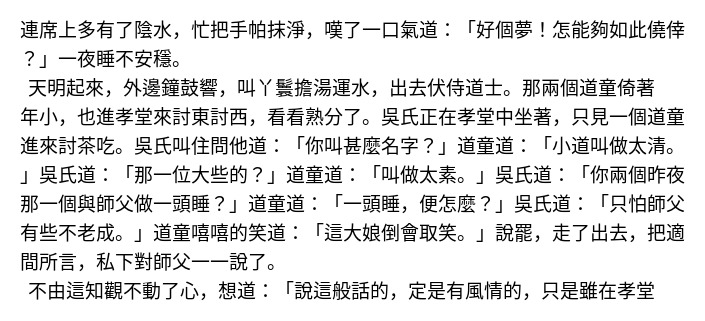 連席上多有了陰水，忙把手帕抹淨，嘆了一口氣道：「好個夢！怎能夠如此僥倖
？」一夜睡不安穩。
天明起來，外邊鐘鼓響，叫丫鬟擔湯運水，出去伏侍道士。那兩個道童倚著
年小，也進孝堂來討東討西，看看熟分了。吳氏正在孝堂中坐著，只見一個道童
進來討茶吃。吳氏叫住問他道：「你叫甚麼名字？」道童道：「小道叫做太清。
」吳氏道：「那一位大些的？」道童道：「叫做太素。」吳氏道：「你兩個昨夜
那一個與師父做一頭睡？」道童道：「一頭睡，便怎麼？」吳氏道：「只怕師父
有些不老成。」道童嘻嘻的笑道：「這大娘倒會取笑。」說罷，走了出去，把適
間所言，私下對師父一一說了。
不由這知觀不動了心，想道：「說這般話的，定是有風情的，只是雖在孝堂